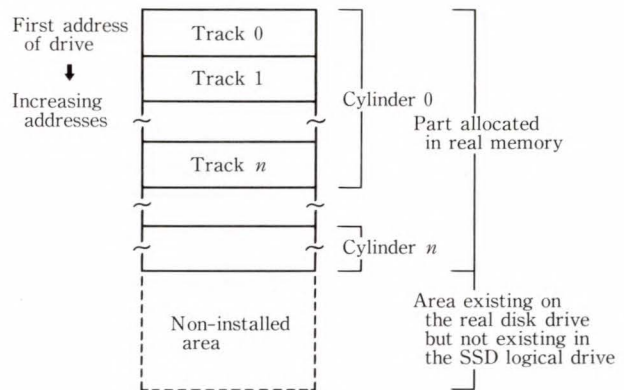 First address
of drive
Increasing
addresses
Track 0
Track 1
Track n
Cylinder 0
Cylinder n
Part allocated
in real memory
Non-installed
area
Area existing on
the real disk drive
but not existing in
the SSD logical drive